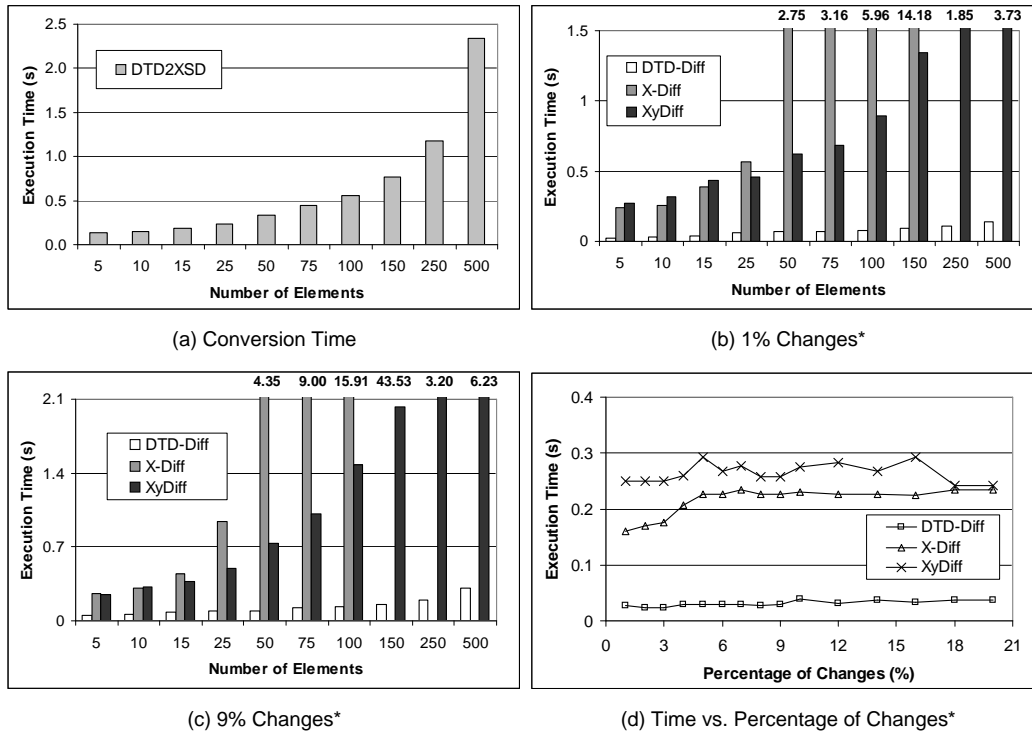 2.5
2.0
1.5
1.0
0.5
0.0
Execution Time (s)
DTD2XSD
5 10 15 25 50 75 100 150 250 500
Number of Elements
(a) Conversion Time
2.75 3.16 5.96 14.18 1.85 3.73
1.5
1
0.5
0
Execution Time (s)
DTD-Diff
X-Diff
XyDiff
5 10 15 25 50 75 100 150 250 500
Number of Elements
(b) 1% Changes*
4.35 9.00 15.91 43.53 3.20 6.23
2.1
1.4
0.7
0
Execution Time (s)
DTD-Diff
X-Diff
XyDiff
5 10 15 25 50 75 100 150 250 500
Number of Elements
(c) 9% Changes*
0.4
0.3
0.2
0.1
0
Execution Time (s)
DTD-Diff
X-Diff
XyDiff
0 3 6 9 12 15 18 21
Percentage of Changes (%)
(d) Time vs. Percentage of Changes*